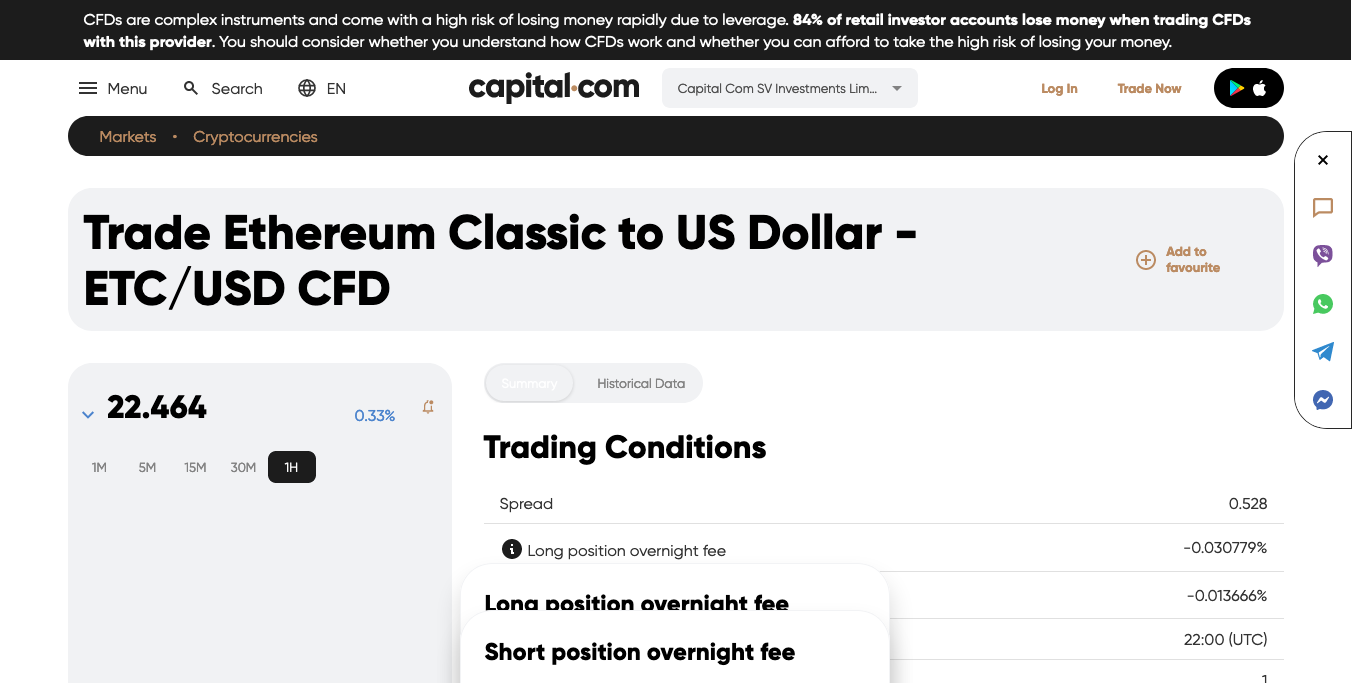 CFDs are complex instruments and come with a high risk of losing money rapidly due to leverage. 84% of retail investor accounts lose money when trading CFDs
with this provider. You should consider whether you understand how CFDs work and whether you can afford to take the high risk of losing your money.
Menu Search EN capital.com Capital Com SV Investments Lim... Log In Trade Now
Markets • Cryptocurrencies
Trade Ethereum Classic to US Dollar -
ETC/USD CFD
Add to
favourite
22.464 0.33%
1M 5M 15M 30M 1H
Summary Historical Data
Trading Conditions
Spread 0.528
Long position overnight fee -0.030779%
-0.013666%
22:00 (UTC)
1
Long position overnight fee
Short position overnight fee